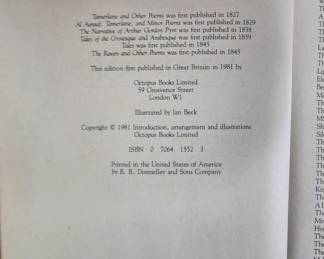 Tamerlane and Other Poems was first published in 1827
Al Aaraaf, Tamerlane, and Minor Poems was first published in 1829
The Narrative of Arthur Gordon Pym was first published in 1838
Tales of the Grotesque and Arabesque was first published in 1839
Tales was first published in 1845
The Raven and Other Poems was first published in 1845
This edition first published in Great Britain in 1981 by
Octopus Books Limited
59 Grosvenor Street
London W1
Illustrated by Ian Beck
Copyright © 1981 Introduction, arrangement and illustrations
Octopus Books Limited
ISBN 0 7064 1552 3
Printed in the United States of America
by R. R. Donnelley and Sons Company